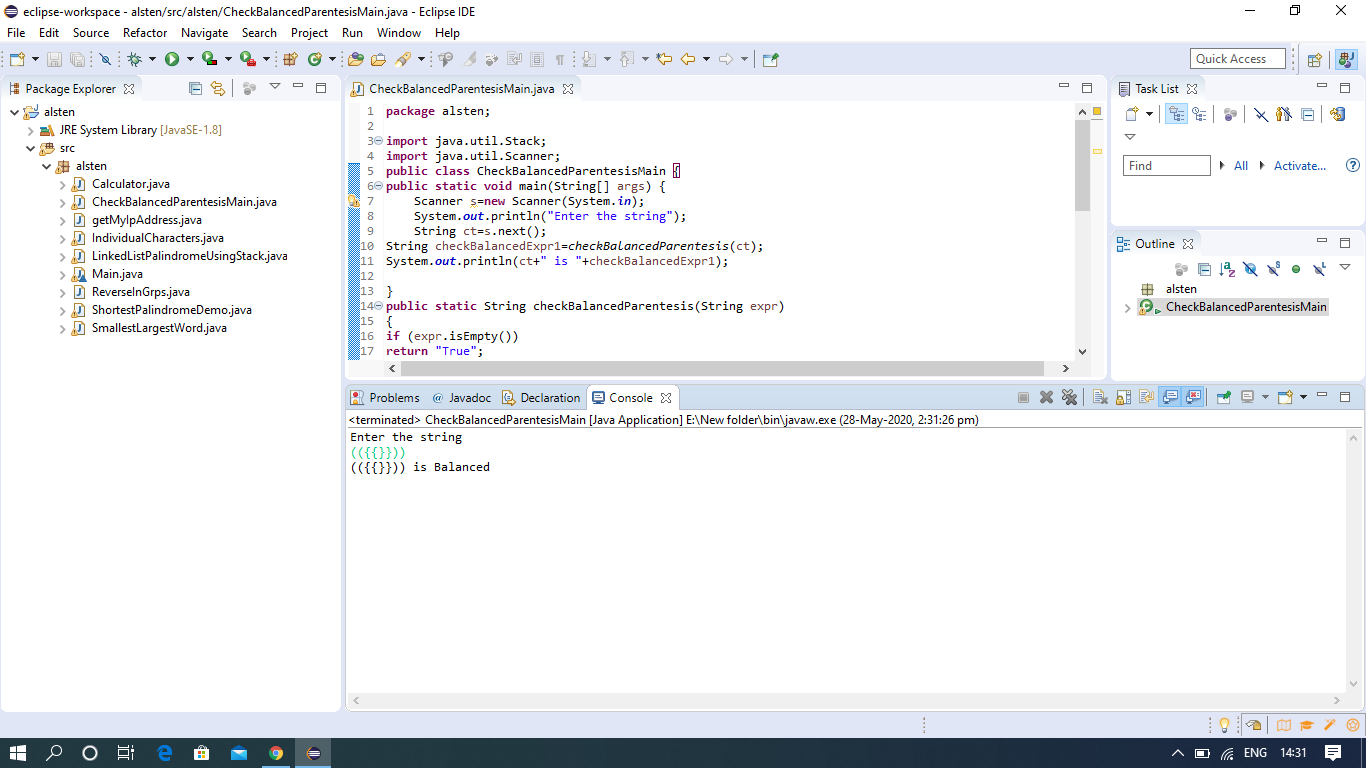 eclipse-workspace - alsten/src/alsten/CheckBalancedParentesisMain.java - Eclipse IDE
File Edit Source Refactor Navigate Search Project Run Window Help
Quick Access
Package Explorer
alsten
JRE System Library [JavaSE-1.8]
src
alsten
Calculator.java
CheckBalancedParentesisMain.java
getMyIpAddress.java
IndividualCharacters.java
LinkedListPalindromeUsingStack.java
Main.java
ReverseInGrps.java
ShortestPalindromeDemo.java
SmallestLargestWord.java
CheckBalancedParentesisMain.java
1 package alsten;
2
3 import java.util.Stack;
4 import java.util.Scanner;
5 public class CheckBalancedParentesisMain {
6 public static void main(String[] args) {
7 Scanner s=new Scanner(System.in);
8 System.out.println("Enter the string");
9 String ct=s.next();
10 String checkBalancedExpr1=checkBalancedParentesis(ct);
11 System.out.println(ct+" is "+checkBalancedExpr1);
12
13 }
14 public static String checkBalancedParentesis(String expr)
15 {
16 if (expr.isEmpty())
17 return "True";
Task List
Find All Activate...
Outline
alsten
CheckBalancedParentesisMain
Problems @ Javadoc Declaration Console
<terminated> CheckBalancedParentesisMain [Java Application] E:\New folder\bin\javaw.exe (28-May-2020, 2:31:26 pm)
Enter the string
(({{}}))
(({{}})) is Balanced
ENG 14:31